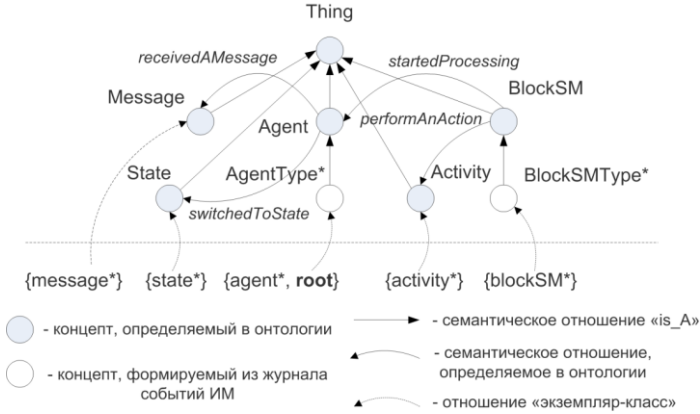 Thing
receivedAMessage
startedProcessing
Message
BlockSM
Agent
performAnAction
State
AgentType*
Activity
BlockSMType*
switchedToState
{message*} {state*} {agent*, root} {activity*} {blockSM*}
- концепт, определяемый в онтологии
- семантическое отношение «is_A»
- семантическое отношение,
определяемое в онтологии
- концепт, формируемый из журнала
событий ИМ
- отношение «экземпляр-класс»